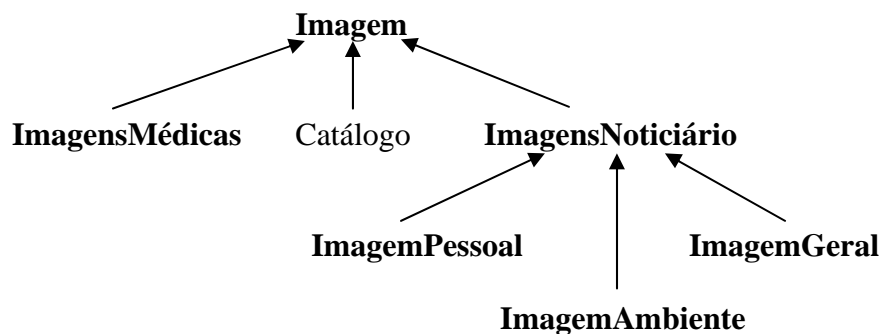 Imagem
ImagensMédicas Catálogo ImagensNoticiário
ImagemPessoal ImagemGeral
ImagemAmbiente